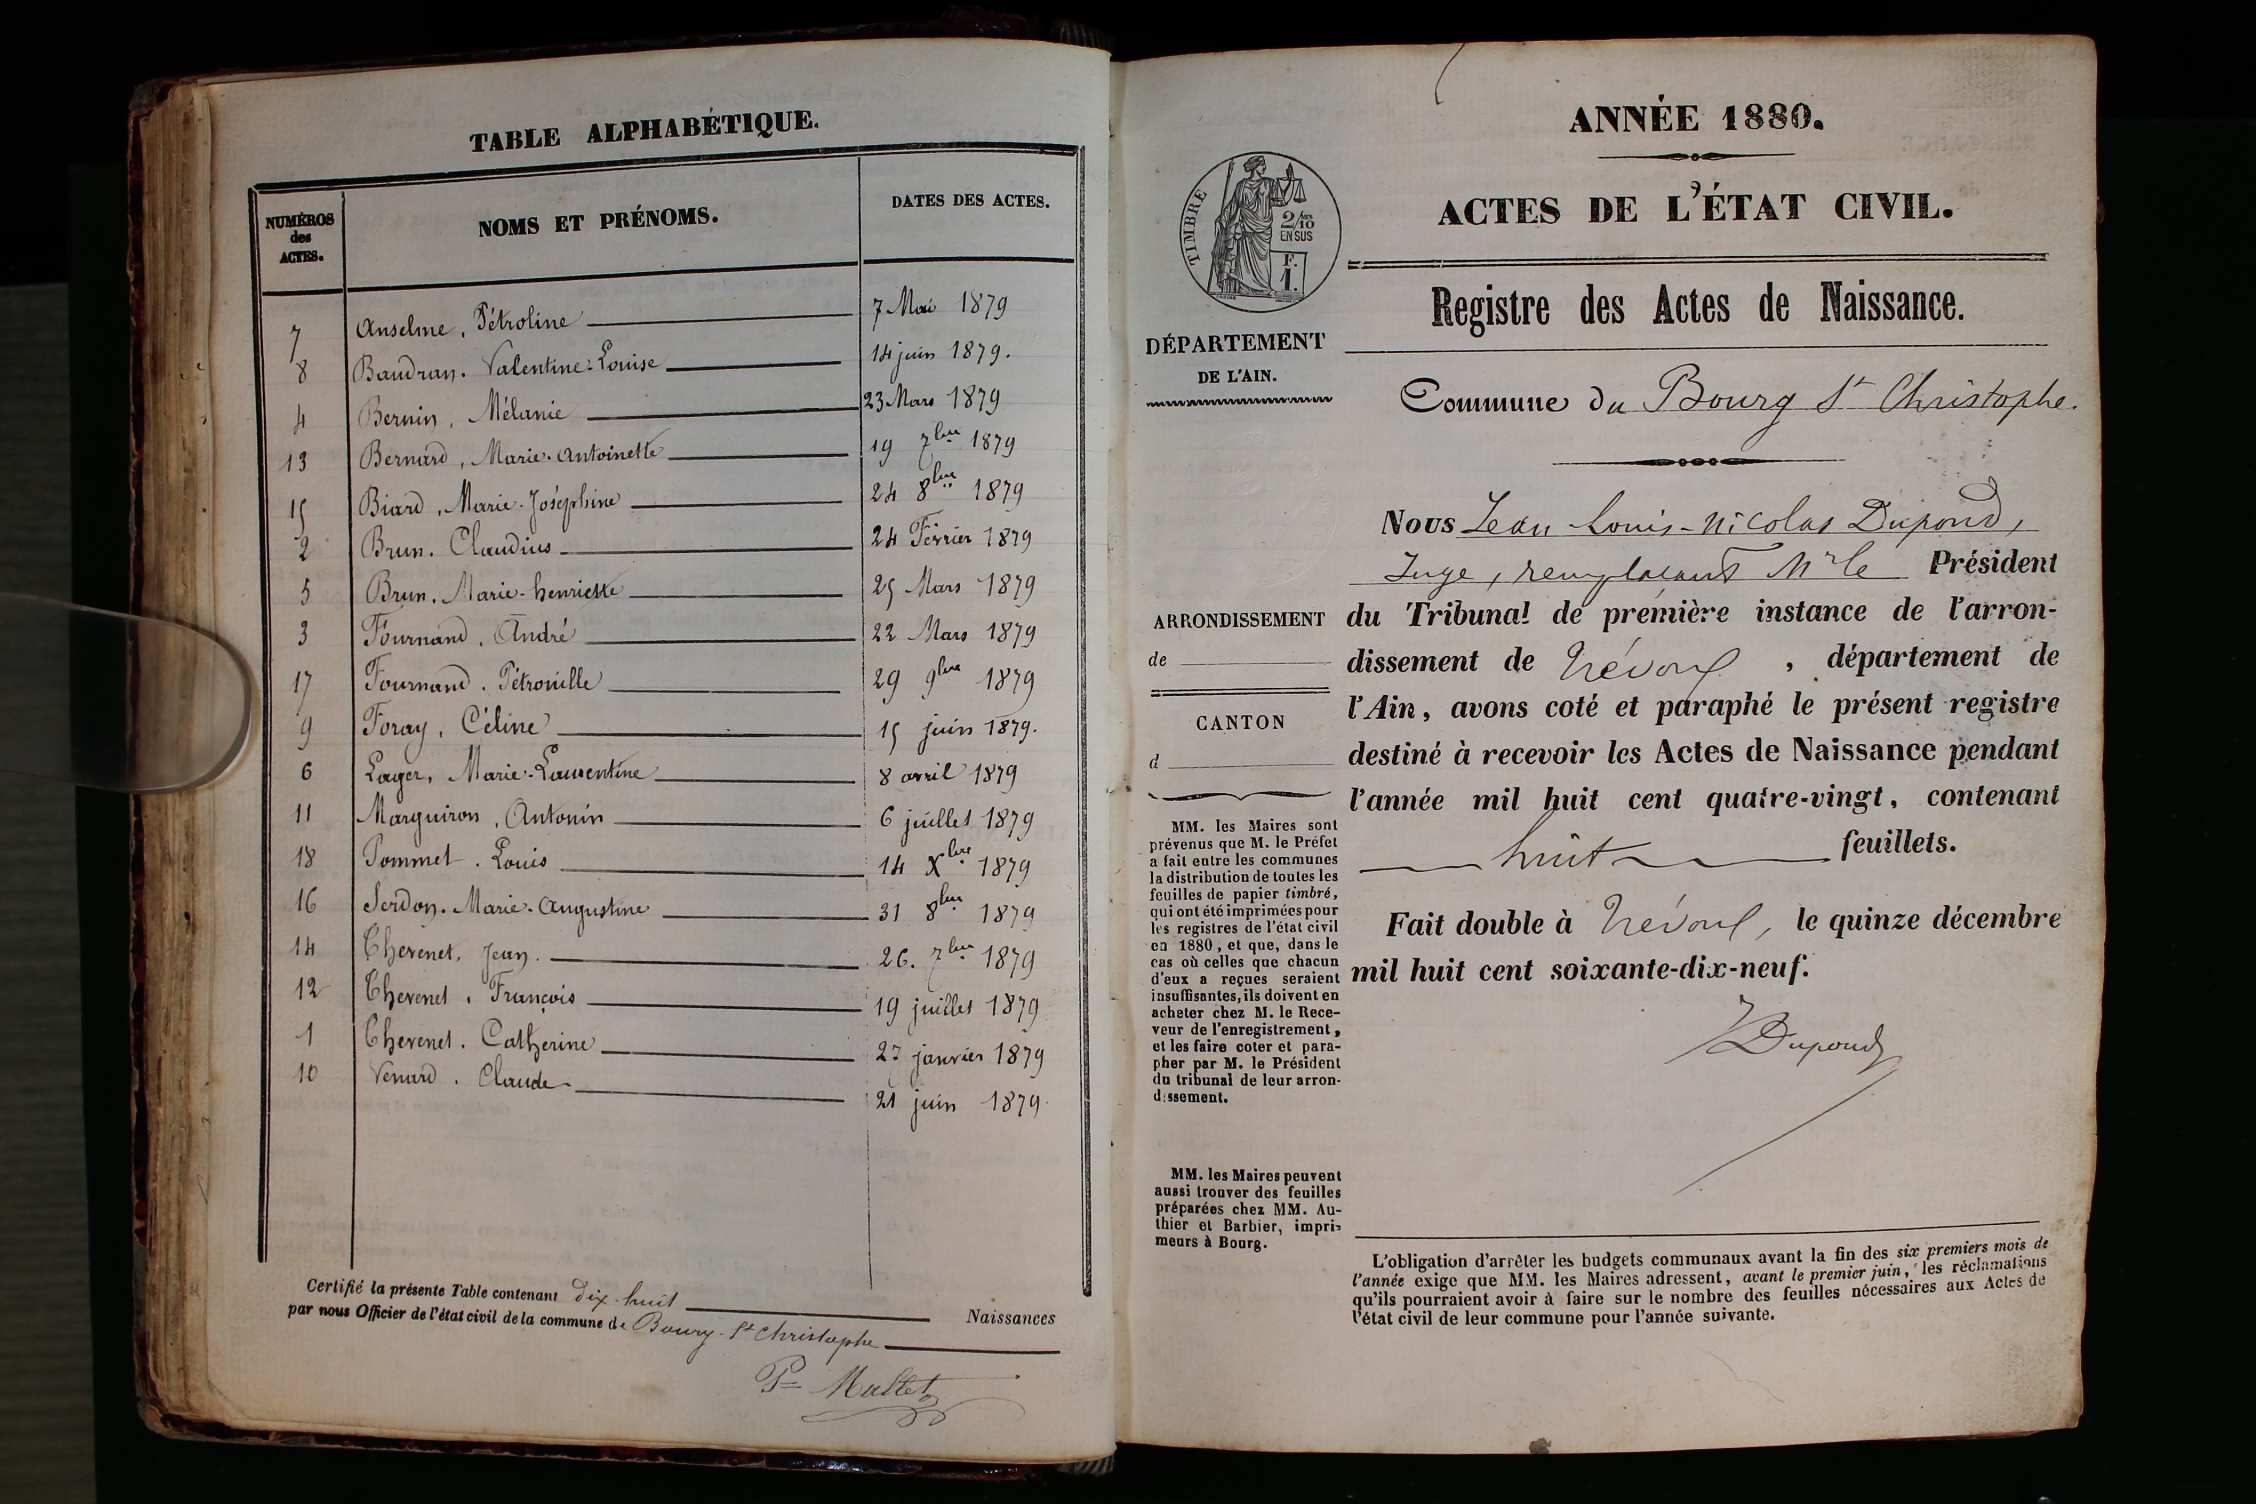 TABLE ALPHABÉTIQUE.
NUMÉROS des ACTES. NOMS ET PRÉNOMS. DATES DES ACTES.
7 Anselme, Pétroline 7 Mai 1879
8 Baudran. Valentine-Louise 14 juin 1879.
4 Bernin, Mélanie 23 Mars 1879
13 Bernard, Marie-Antoinette 19 7bre 1879
15 Biard, Marie-Joséphine 24 8bre 1879
2 Brun. Claudius 24 Février 1879
5 Brun. Marie-henriette 25 Mars 1879
3 Fournand, André 22 Mars 1879
17 Fournand. Pétronille 29 9bre 1879
9 Foray, Céline 15 juin 1879.
6 Lager, Marie-Laurentine 8 avril 1879
11 Marguiron, Antonin 6 juillet 1879
18 Pommet. Louis 14 Xbre 1879
16 Serdon. Marie-Augustine 31 8bre 1879
14 Chevenet, Jean. 26. 7bre 1879
12 Chevenet, François 19 juillet 1879
1 Chevenet. Catherine 27 janvier 1879
10 Venard. Claude 21 juin 1879
Certifié la présente Table contenant dix-huit Naissances
par nous Officier de l'état civil de la commune de Bourg-St Christophe
Pre Mallet
ANNÉE 1880.
ACTES DE L'ÉTAT CIVIL.
TIMBRE
2/10
EN SUS
F.
1.
Registre des Actes de Naissance.
DÉPARTEMENT
DE L'AIN.
Commune du Bourg St Christophe.
Nous Jean-Louis-Nicolas Dupond,
Juge, remplaçant Mr le Président
du Tribunal de première instance de l'arron-
dissement de Trévoux, département de
l'Ain, avons coté et paraphé le présent registre
destiné à recevoir les Actes de Naissance pendant
l'année mil huit cent quatre-vingt, contenant
huit feuillets.
Fait double à Trévoux, le quinze décembre
mil huit cent soixante-dix-neuf.
Dupond
ARRONDISSEMENT
de
CANTON
d
MM. les Maires sont
prévenus que M. le Préfet
a fait entre les communes
la distribution de toutes les
feuilles de papier timbré,
qui ont été imprimées pour
les registres de l'état civil
en 1880, et que, dans le
cas où celles que chacun
d'eux a reçues seraient
insuffisantes, ils doivent en
acheter chez M. le Rece-
veur de l'enregistrement,
et les faire coter et para-
pher par M. le Président
du tribunal de leur arron-
dissement.
MM. les Maires peuvent
aussi trouver des feuilles
préparées chez MM. Au-
thier et Barbier, impri-
meurs à Bourg.
L'obligation d'arrêter les budgets communaux avant la fin des six premiers mois de
l'année exige que MM. les Maires adressent, avant le premier juin, les réclamations
qu'ils pourraient avoir à faire sur le nombre des feuilles nécessaires aux Actes de
l'état civil de leur commune pour l'année suivante.